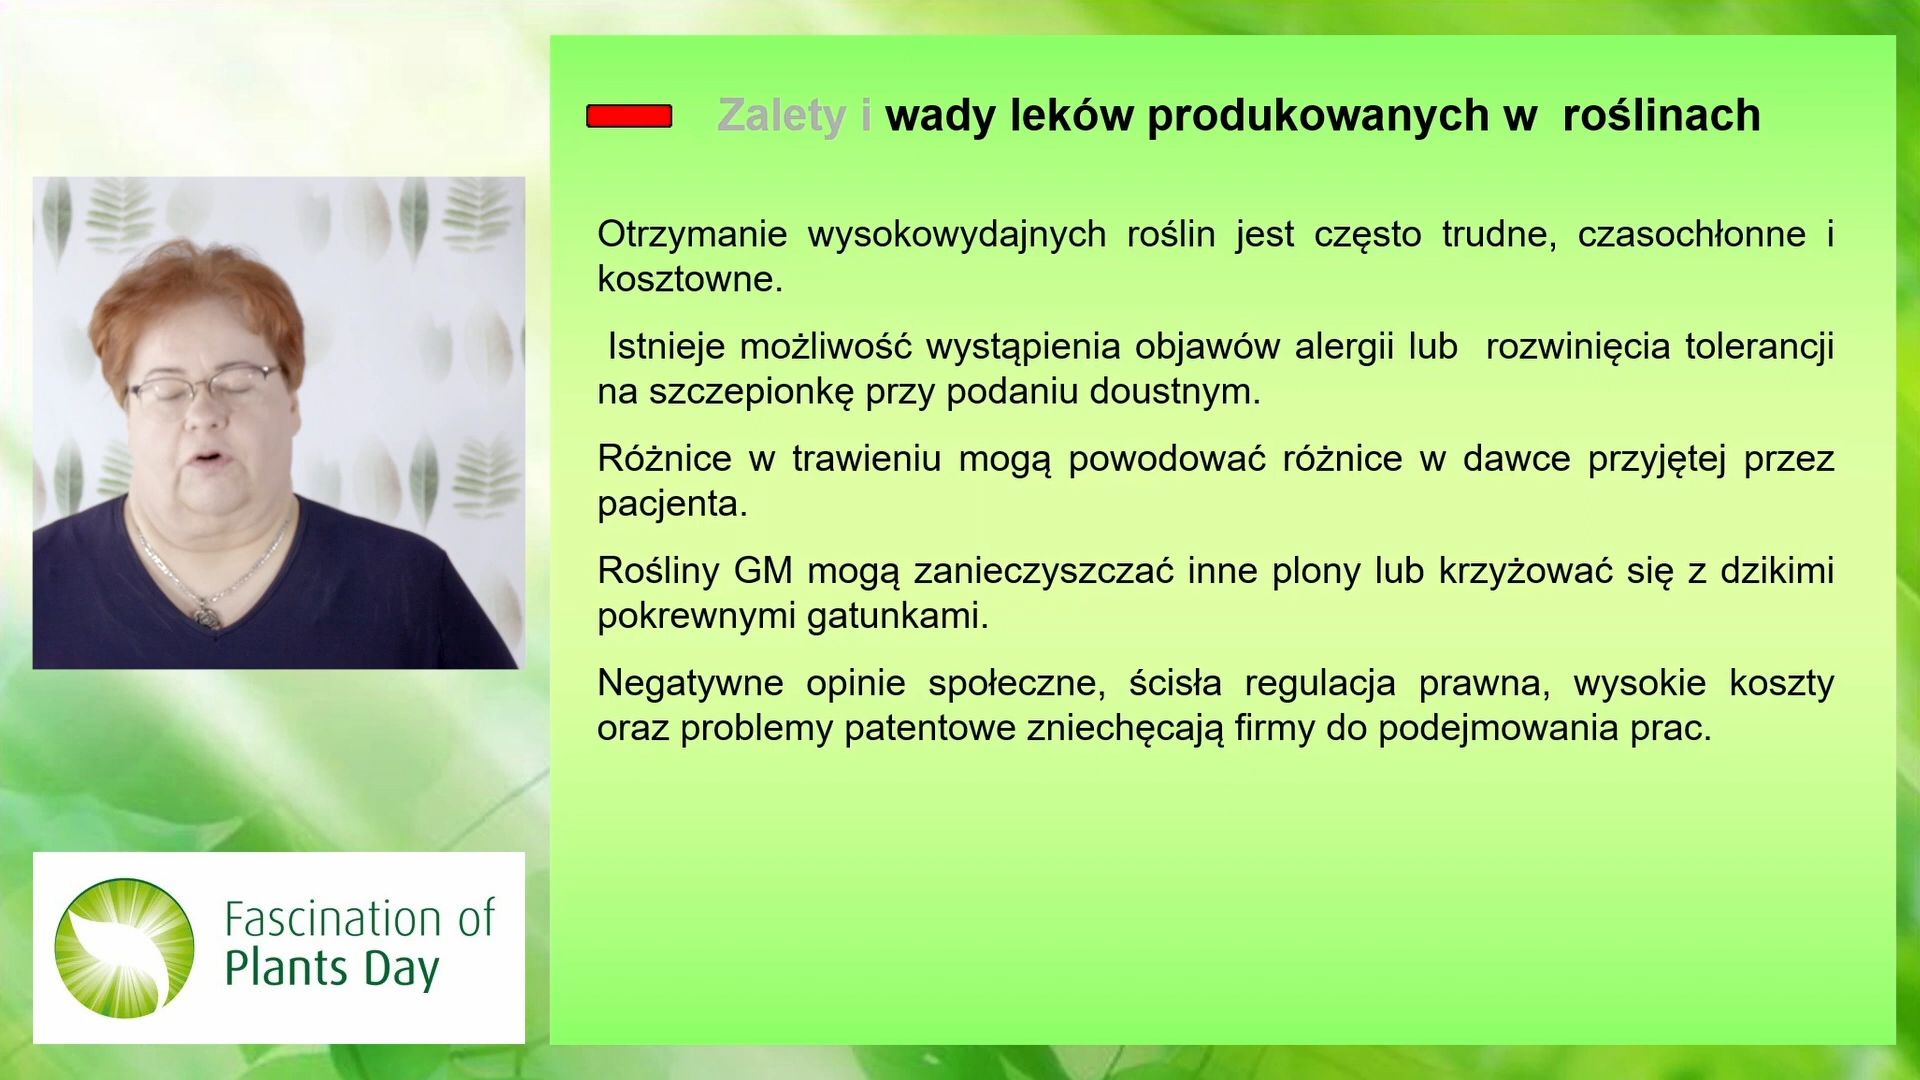 Zalety i wady leków produkowanych w roślinach
Otrzymanie wysokowydajnych roślin jest często trudne, czasochłonne i
kosztowne.
Istnieje możliwość wystąpienia objawów alergii lub rozwinięcia tolerancji
na szczepionkę przy podaniu doustnym.
Różnice w trawieniu mogą powodować różnice w dawce przyjętej przez
pacjenta.
Rośliny GM mogą zanieczyszczać inne plony lub krzyżować się z dzikimi
pokrewnymi gatunkami.
Negatywne opinie społeczne, ścisła regulacja prawna, wysokie koszty
oraz problemy patentowe zniechęcają firmy do podejmowania prac.
Fascination of
Plants Day